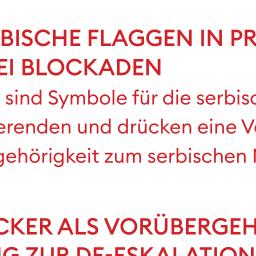 BISCHE FLAGGEN IN PR
EI BLOCKADEN
sind Symbole für die serbisc
erenden und drücken eine V
gehörigkeit zum serbischen
CKER ALS VORÜBERGEH
G ZUR DE-ESKALATION